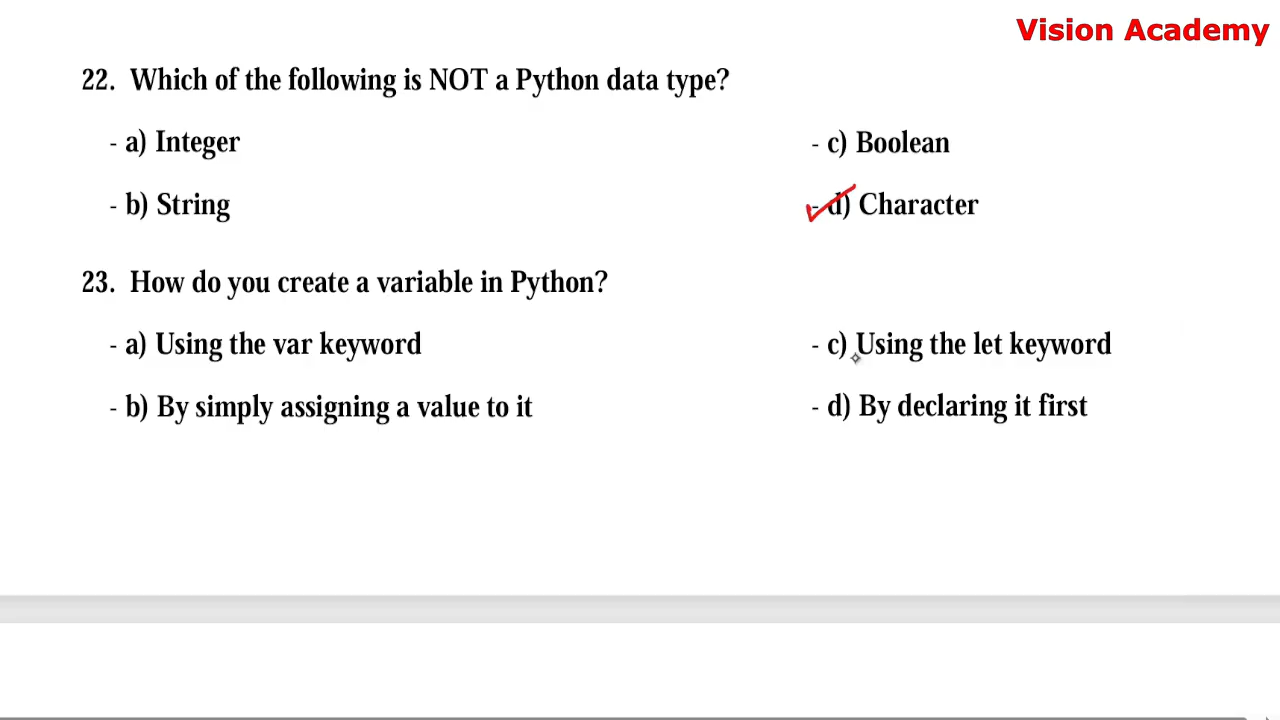 Vision Academy
22. Which of the following is NOT a Python data type?
- a) Integer
- c) Boolean
- b) String
- d) Character
23. How do you create a variable in Python?
- a) Using the var keyword
- c) Using the let keyword
- b) By simply assigning a value to it
- d) By declaring it first